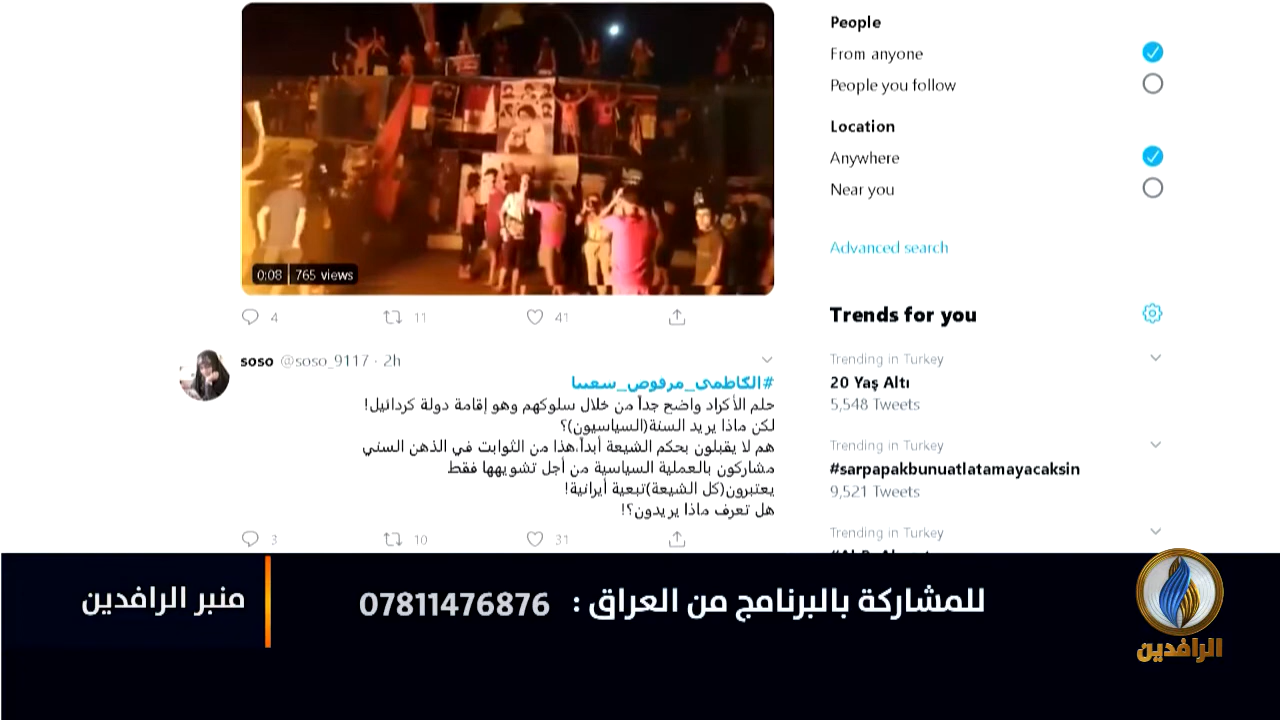 0:08 | 765 views
4 11 41
soso @soso_9117 · 2h
#الكاظمي_مرفوض_شعبيا
حلم الأكراد واضح جداً من خلال سلوكهم وهو إقامة دولة كردائيل!
لكن ماذا يريد السنة(السياسيون)؟
هم لا يقبلون بحكم الشيعة أبداً.هذا من الثوابت في الذهن السني
مشاركون بالعملية السياسية من أجل تشويهها فقط
يعتبرون(كل الشيعة)تبعية أيرانية!
هل تعرف ماذا يريدون؟!
3 10 31
People
From anyone
People you follow
Location
Anywhere
Near you
Advanced search
Trends for you
Trending in Turkey
20 Yaş Altı
5,548 Tweets
Trending in Turkey
#sarpapakbunuatlatamayacaksin
9,521 Tweets
Trending in Turkey
للمشاركة بالبرنامج من العراق : 07811476876
منبر الرافدين
الرافدين